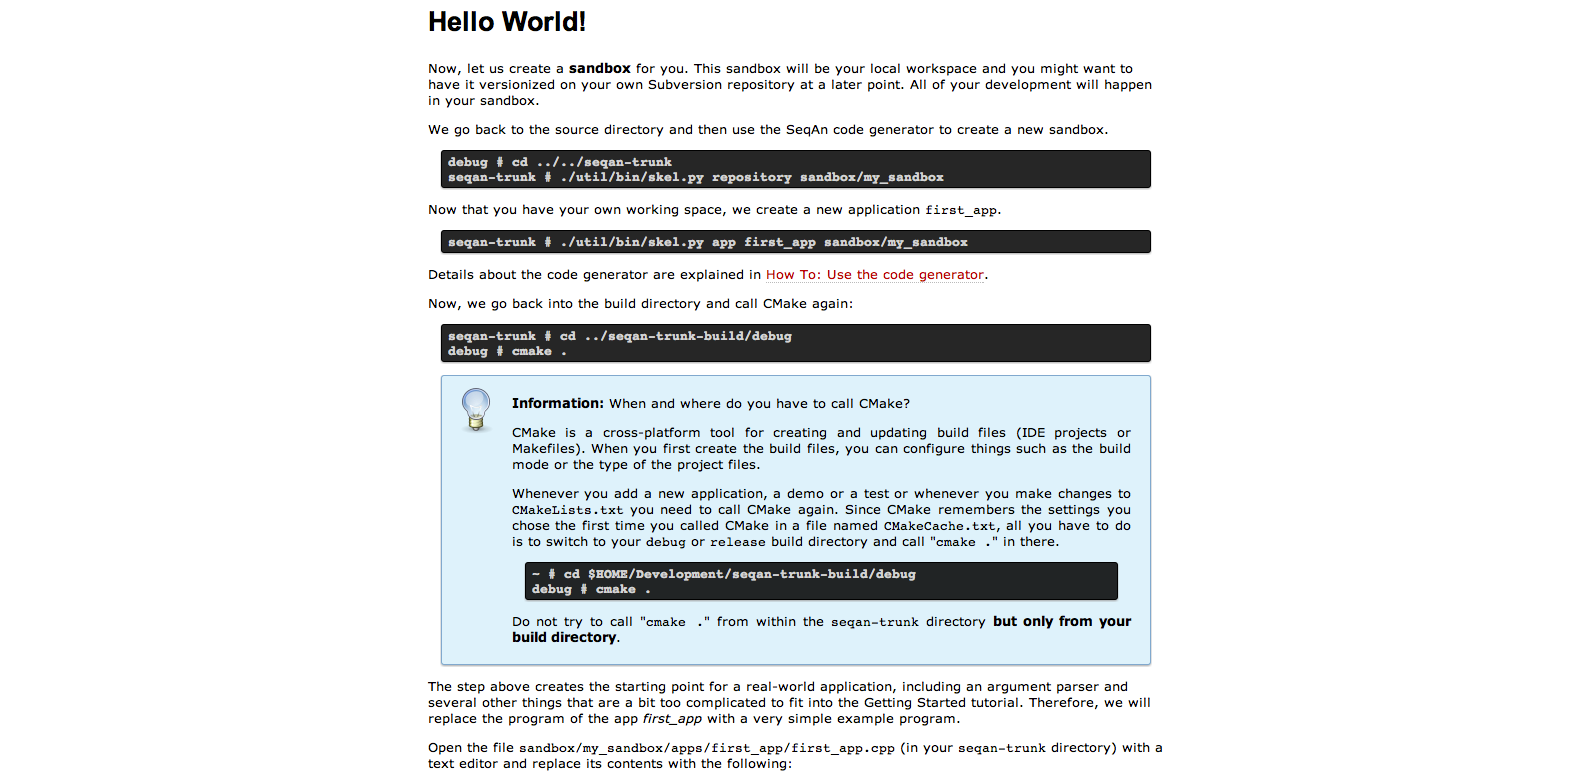 Hello World!
Now, let us create a sandbox for you. This sandbox will be your local workspace and you might want to
have it versionized on your own Subversion repository at a later point. All of your development will happen
in your sandbox.
We go back to the source directory and then use the SeqAn code generator to create a new sandbox.
debug # cd ../../seqan-trunk
seqan-trunk # ./util/bin/skel.py repository sandbox/my_sandbox
Now that you have your own working space, we create a new application first_app.
seqan-trunk # ./util/bin/skel.py app first_app sandbox/my_sandbox
Details about the code generator are explained in How To: Use the code generator.
Now, we go back into the build directory and call CMake again:
seqan-trunk # cd ../seqan-trunk-build/debug
debug # cmake .
Information: When and where do you have to call CMake?
CMake is a cross-platform tool for creating and updating build files (IDE projects or
Makefiles). When you first create the build files, you can configure things such as the build
mode or the type of the project files.
Whenever you add a new application, a demo or a test or whenever you make changes to
CMakeLists.txt you need to call CMake again. Since CMake remembers the settings you
chose the first time you called CMake in a file named CMakeCache.txt, all you have to do
is to switch to your debug or release build directory and call "cmake ." in there.
~ # cd $HOME/Development/seqan-trunk-build/debug
debug # cmake .
Do not try to call "cmake ." from within the seqan-trunk directory but only from your
build directory.
The step above creates the starting point for a real-world application, including an argument parser and
several other things that are a bit too complicated to fit into the Getting Started tutorial. Therefore, we will
replace the program of the app first_app with a very simple example program.
Open the file sandbox/my_sandbox/apps/first_app/first_app.cpp (in your seqan-trunk directory) with a
text editor and replace its contents with the following: